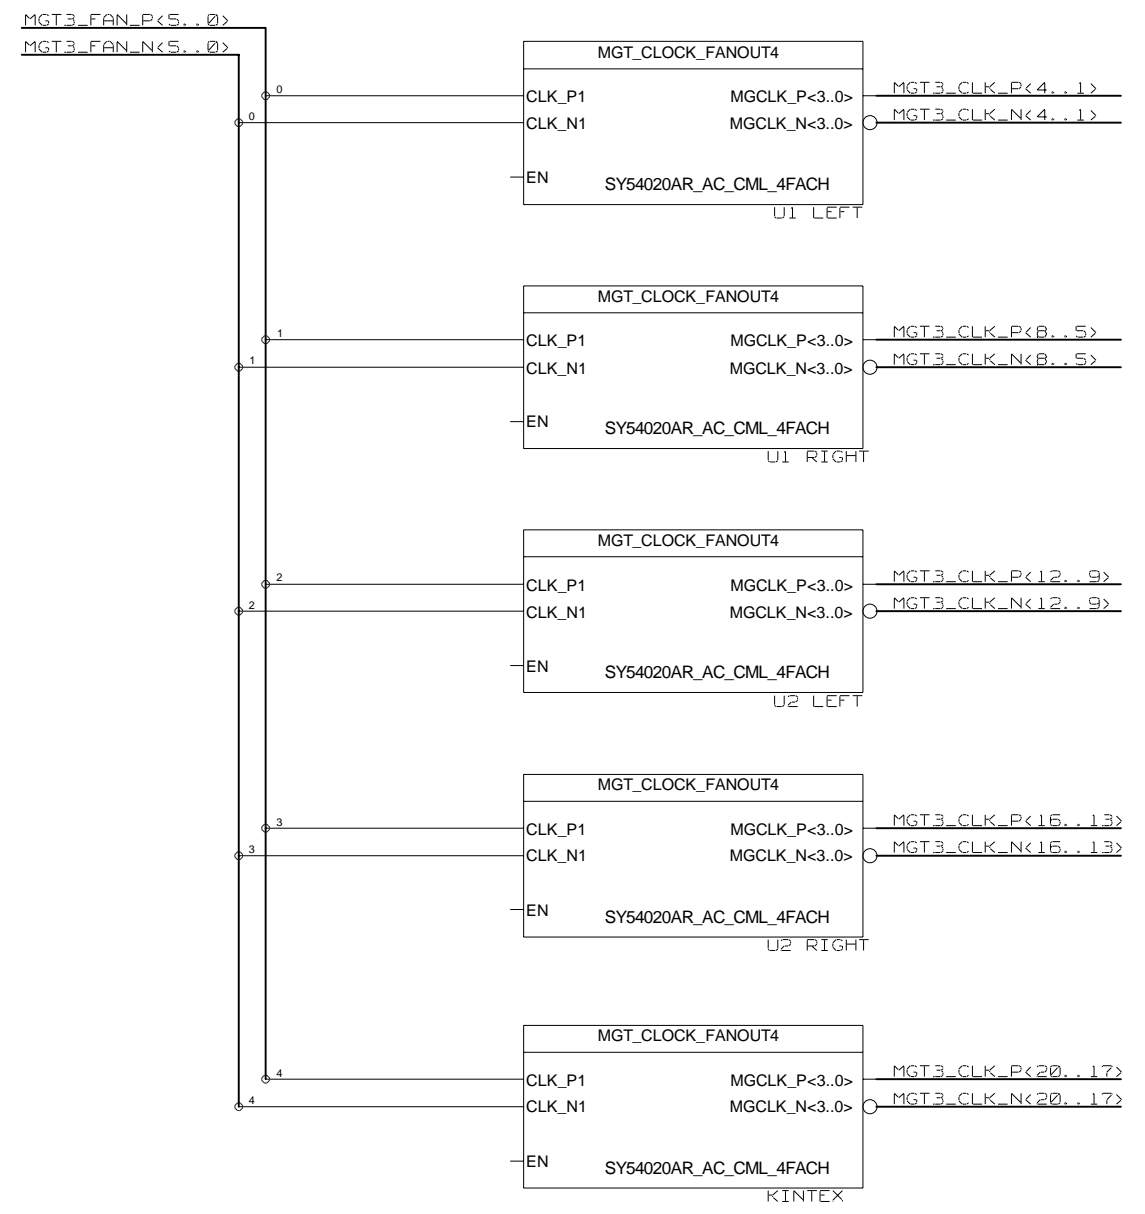 MGT3_FAN_P<5..0>
MGT3_FAN_N<5..0>
MGT_CLOCK_FANOUT4
0 CLK_P1 MGCLK_P<3..0> MGT3_CLK_P<4..1>
0 CLK_N1 MGCLK_N<3..0> MGT3_CLK_N<4..1>
EN SY54020AR_AC_CML_4FACH
U1 LEFT
MGT_CLOCK_FANOUT4
1 CLK_P1 MGCLK_P<3..0> MGT3_CLK_P<8..5>
1 CLK_N1 MGCLK_N<3..0> MGT3_CLK_N<8..5>
EN SY54020AR_AC_CML_4FACH
U1 RIGHT
MGT_CLOCK_FANOUT4
2 CLK_P1 MGCLK_P<3..0> MGT3_CLK_P<12..9>
2 CLK_N1 MGCLK_N<3..0> MGT3_CLK_N<12..9>
EN SY54020AR_AC_CML_4FACH
U2 LEFT
MGT_CLOCK_FANOUT4
3 CLK_P1 MGCLK_P<3..0> MGT3_CLK_P<16..13>
3 CLK_N1 MGCLK_N<3..0> MGT3_CLK_N<16..13>
EN SY54020AR_AC_CML_4FACH
U2 RIGHT
MGT_CLOCK_FANOUT4
4 CLK_P1 MGCLK_P<3..0> MGT3_CLK_P<20..17>
4 CLK_N1 MGCLK_N<3..0> MGT3_CLK_N<20..17>
EN SY54020AR_AC_CML_4FACH
KINTEX